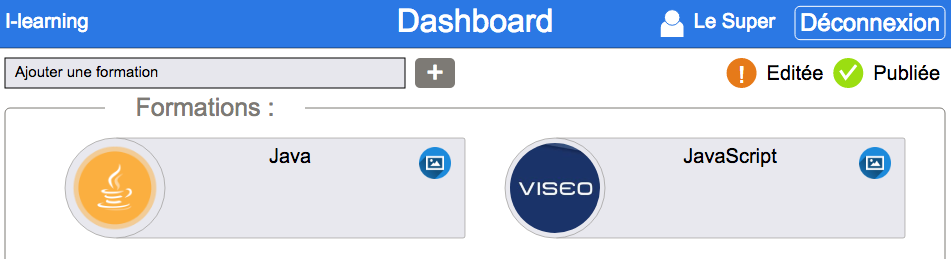 I-learning
Dashboard
Le Super
Déconnexion
Ajouter une formation
+
! Editée
Publiée
Formations :
Java
JavaScript
VISEO